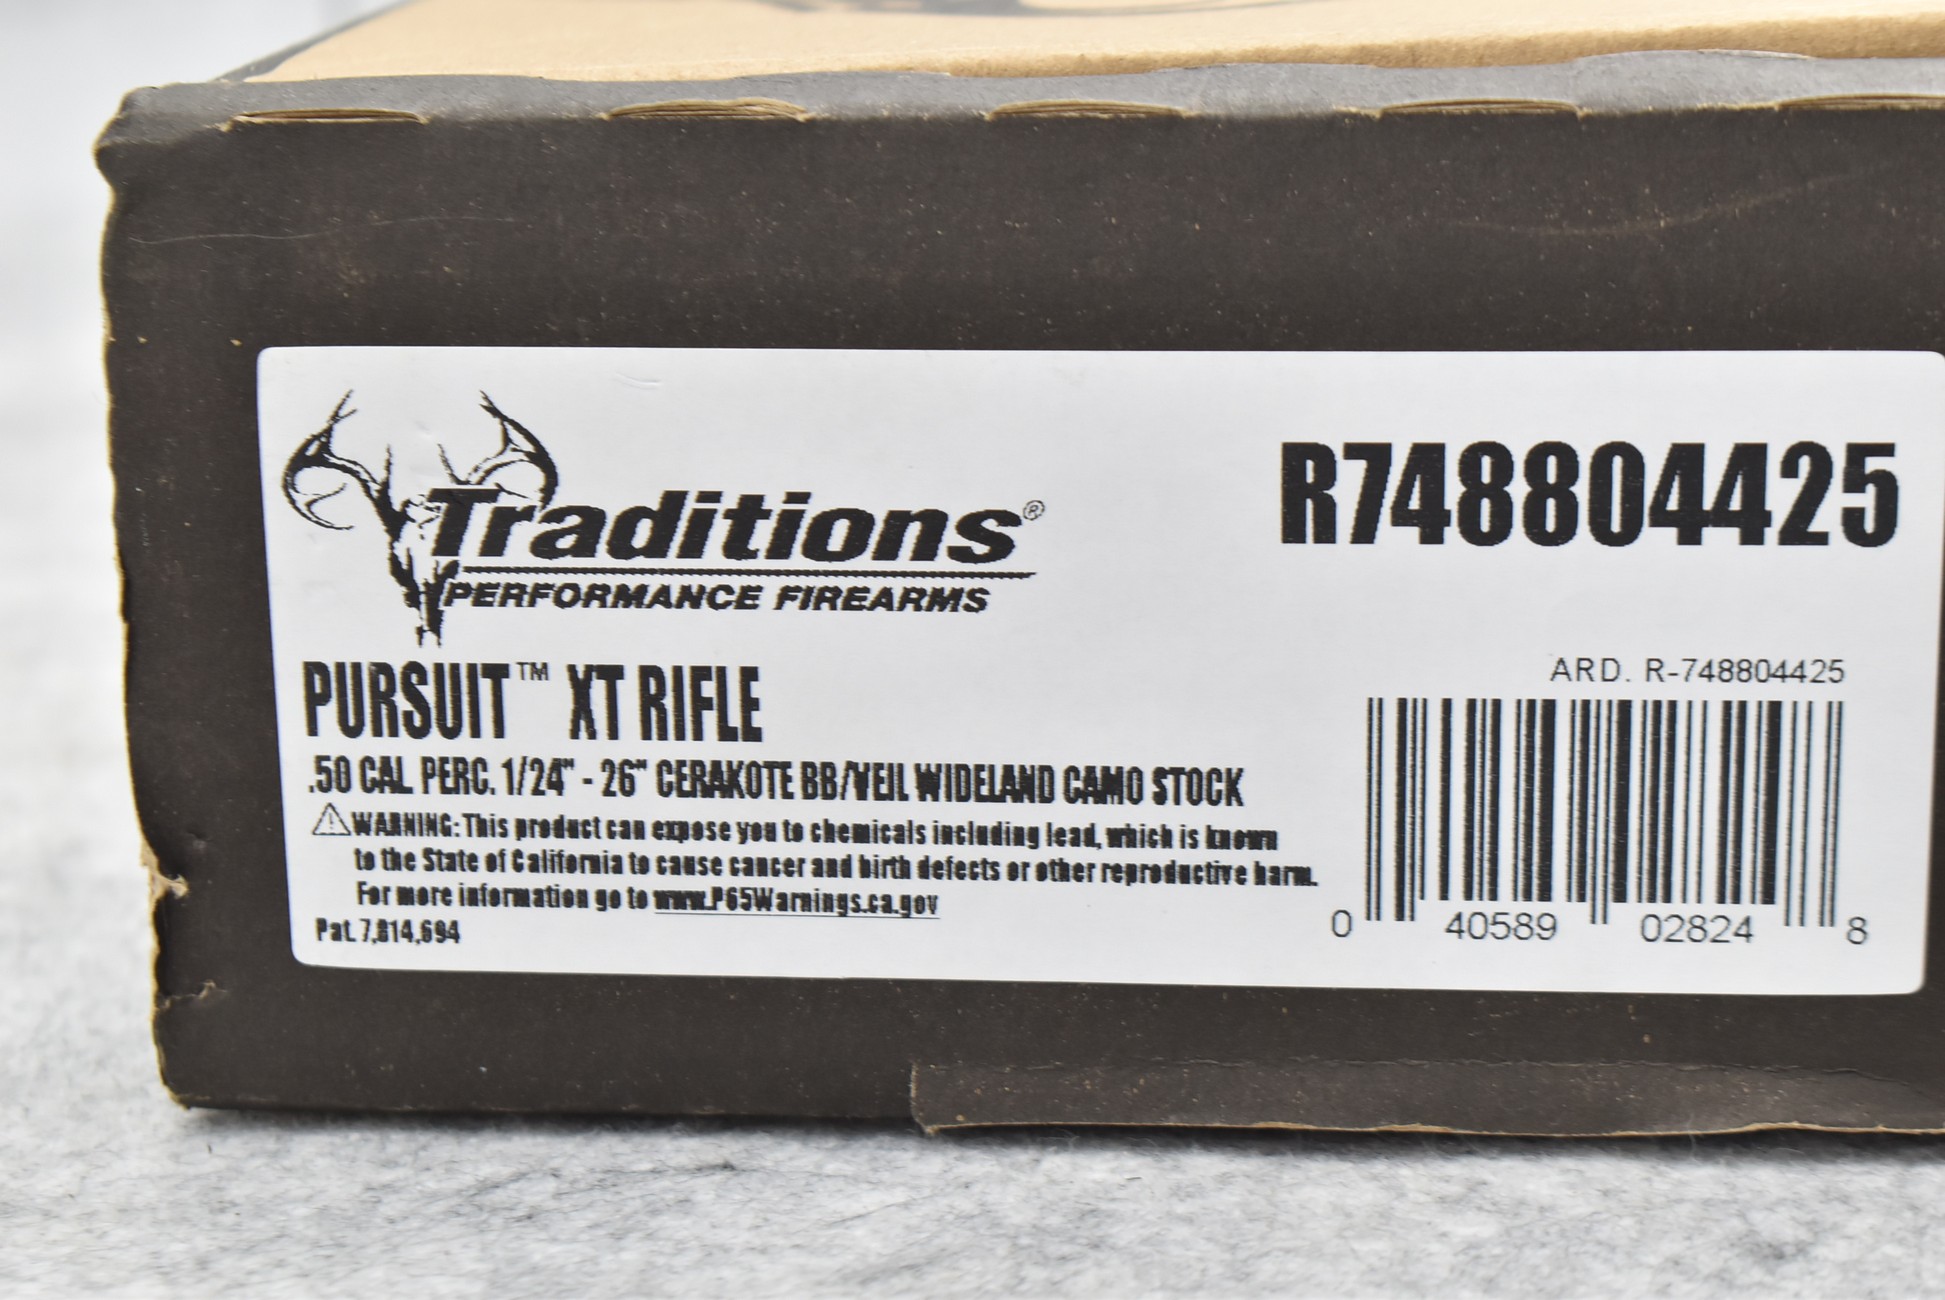 Traditions®
PERFORMANCE FIREARMS
R748804425
PURSUIT™ XT RIFLE
.50 CAL PERC. 1/24" - 26" CERAKOTE BB/VEIL WIDELAND CAMO STOCK
⚠WARNING: This product can expose you to chemicals including lead, which is known
to the State of California to cause cancer and birth defects or other reproductive harm.
For more information go to www.P65Warnings.ca.gov
Pat. 7,814,694
ARD. R-748804425
0 40589 02824 8